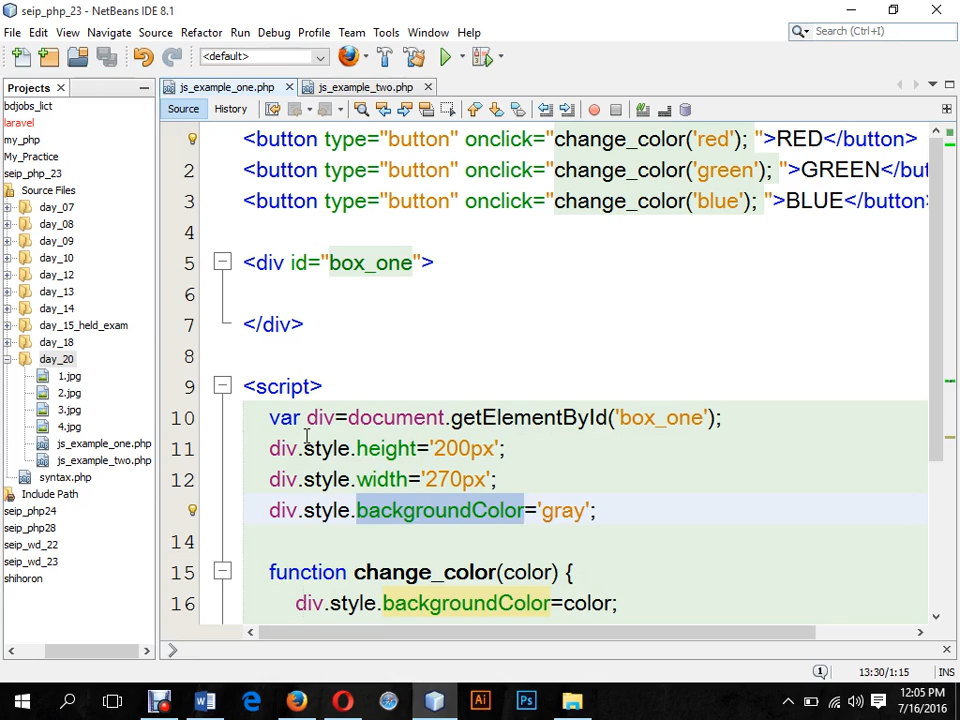 seip_php_23 - NetBeans IDE 8.1
File Edit View Navigate Source Refactor Run Debug Profile Team Tools Window Help
<default>
Search (Ctrl+I)
Projects
js_example_one.php
js_example_two.php
Source History
bdjobs_lict
laravel
my_php
My_Practice
seip_php_23
Source Files
day_07
day_08
day_09
day_10
day_12
day_13
day_14
day_15_held_exam
day_18
day_20
1.jpg
2.jpg
3.jpg
4.jpg
js_example_one.php
js_example_two.php
syntax.php
Include Path
seip_php24
seip_php28
seip_wd_22
seip_wd_23
shihoron
<button type="button" onclick="change_color('red'); ">RED</button>
2 <button type="button" onclick="change_color('green'); ">GREEN</but
3 <button type="button" onclick="change_color('blue'); ">BLUE</button>
4
5 <div id="box_one">
6
7 </div>
8
9 <script>
10 var div=document.getElementById('box_one');
11 div.style.height='200px';
12 div.style.width='270px';
div.style.backgroundColor='gray';
14
15 function change_color(color) {
16 div.style.backgroundColor=color;
13:30/1:15 INS
12:05 PM
7/16/2016